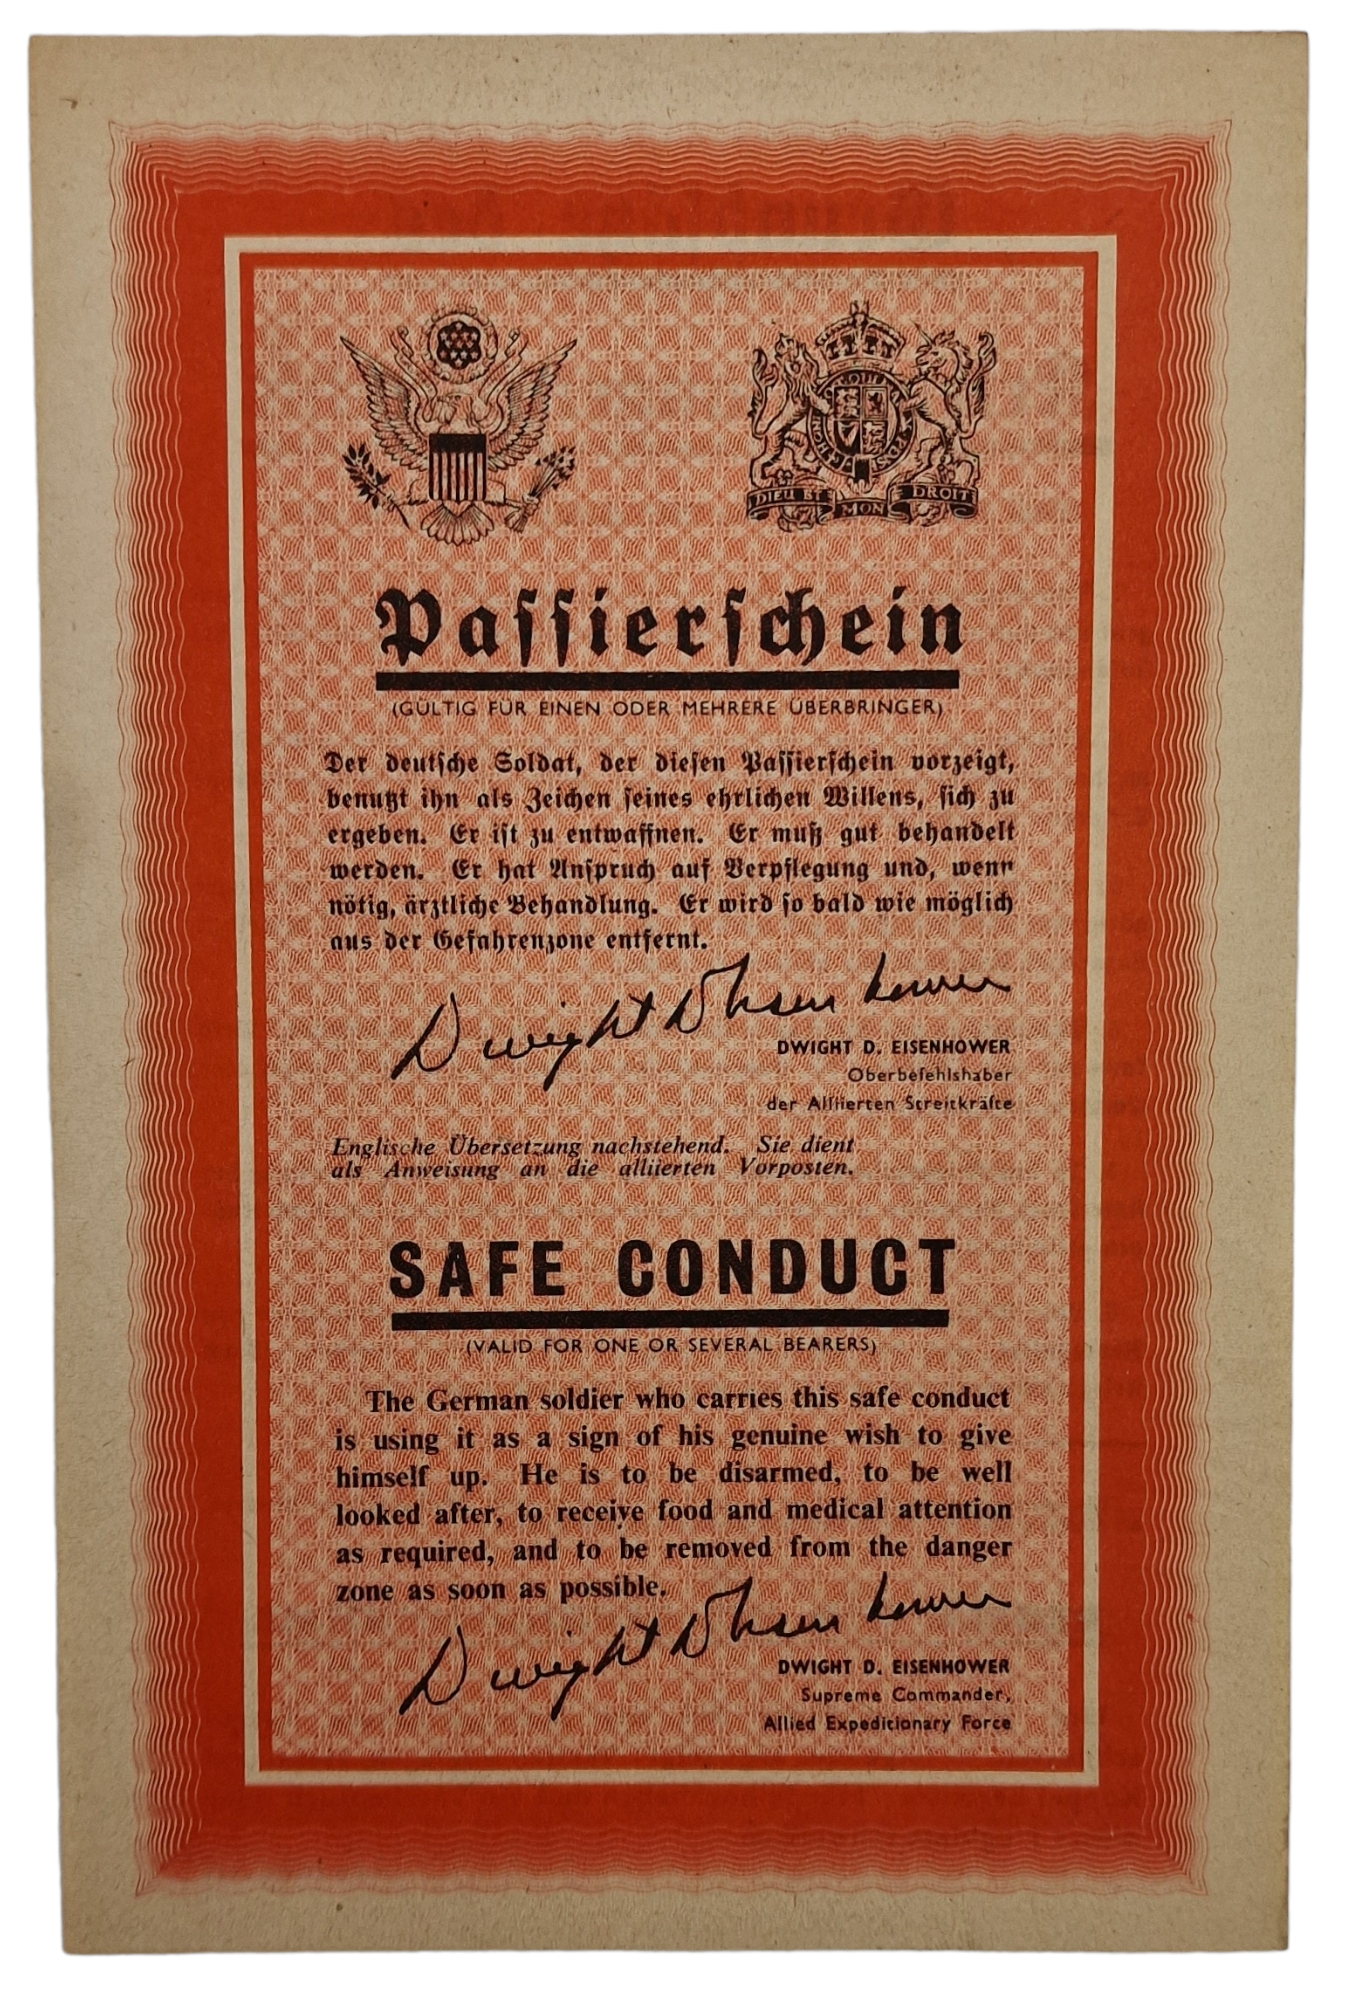 DIEU ET MON DROIT
Paſſierſchein
(GÜLTIG FÜR EINEN ODER MEHRERE ÜBERBRINGER)
Der deutſche Soldat, der dieſen Paſſierſchein vorzeigt,
benutzt ihn als Zeichen ſeines ehrlichen Willens, ſich zu
ergeben. Er iſt zu entwaffnen. Er muß gut behandelt
werden. Er hat Anſpruch auf Verpflegung und, wenn
nötig, ärztliche Behandlung. Er wird ſo bald wie möglich
aus der Gefahrenzone entfernt.
Dwight D Eisenhower
DWIGHT D. EISENHOWER
Oberbefehlshaber
der Alliierten Streitkräfte
Englische Übersetzung nachstehend. Sie dient
als Anweisung an die alliierten Vorposten.
SAFE CONDUCT
(VALID FOR ONE OR SEVERAL BEARERS)
The German soldier who carries this safe conduct
is using it as a sign of his genuine wish to give
himself up. He is to be disarmed, to be well
looked after, to receive food and medical attention
as required, and to be removed from the danger
zone as soon as possible.
Dwight D Eisenhower
DWIGHT D. EISENHOWER
Supreme Commander,
Allied Expeditionary Force